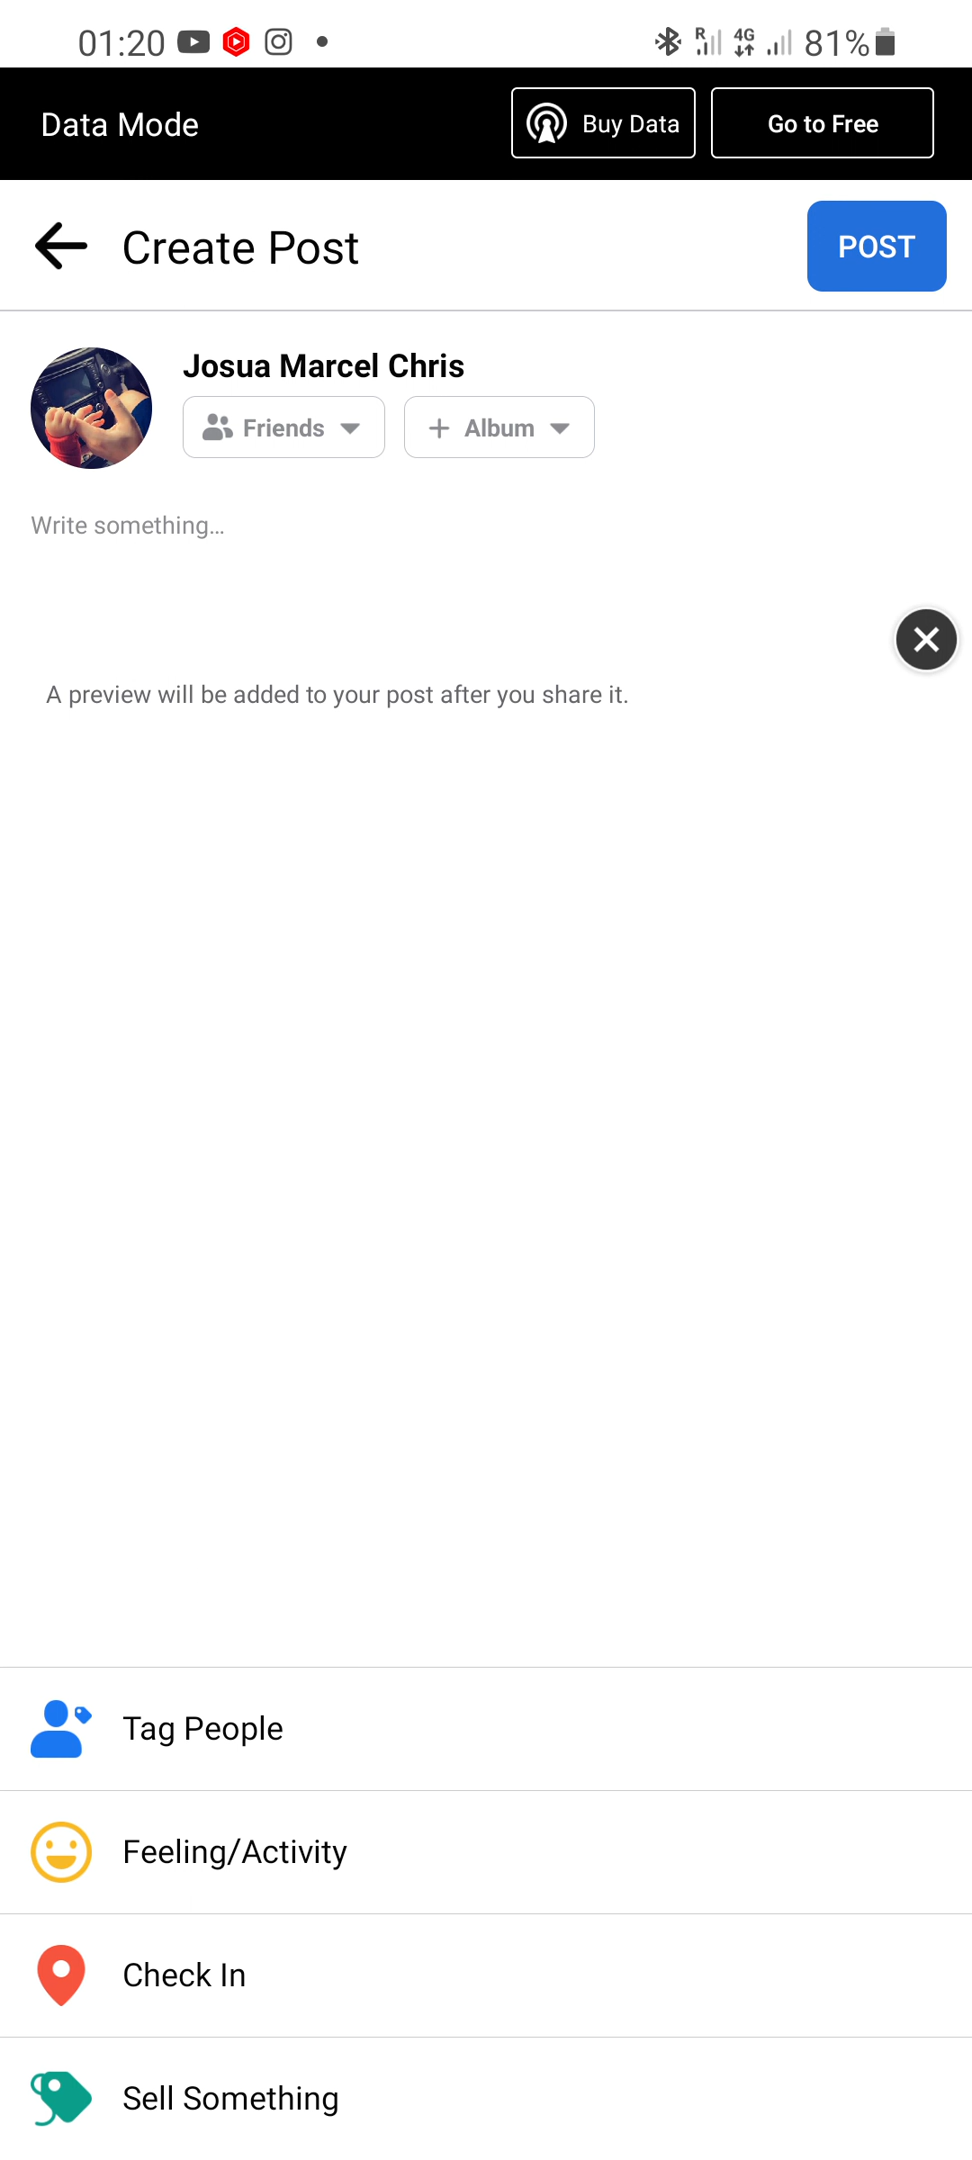 01:20
R 4G 81%
Data Mode
Buy Data
Go to Free
Create Post
POST
Josua Marcel Chris
Friends
+ Album
Write something...
A preview will be added to your post after you share it.
Tag People
Feeling/Activity
Check In
Sell Something